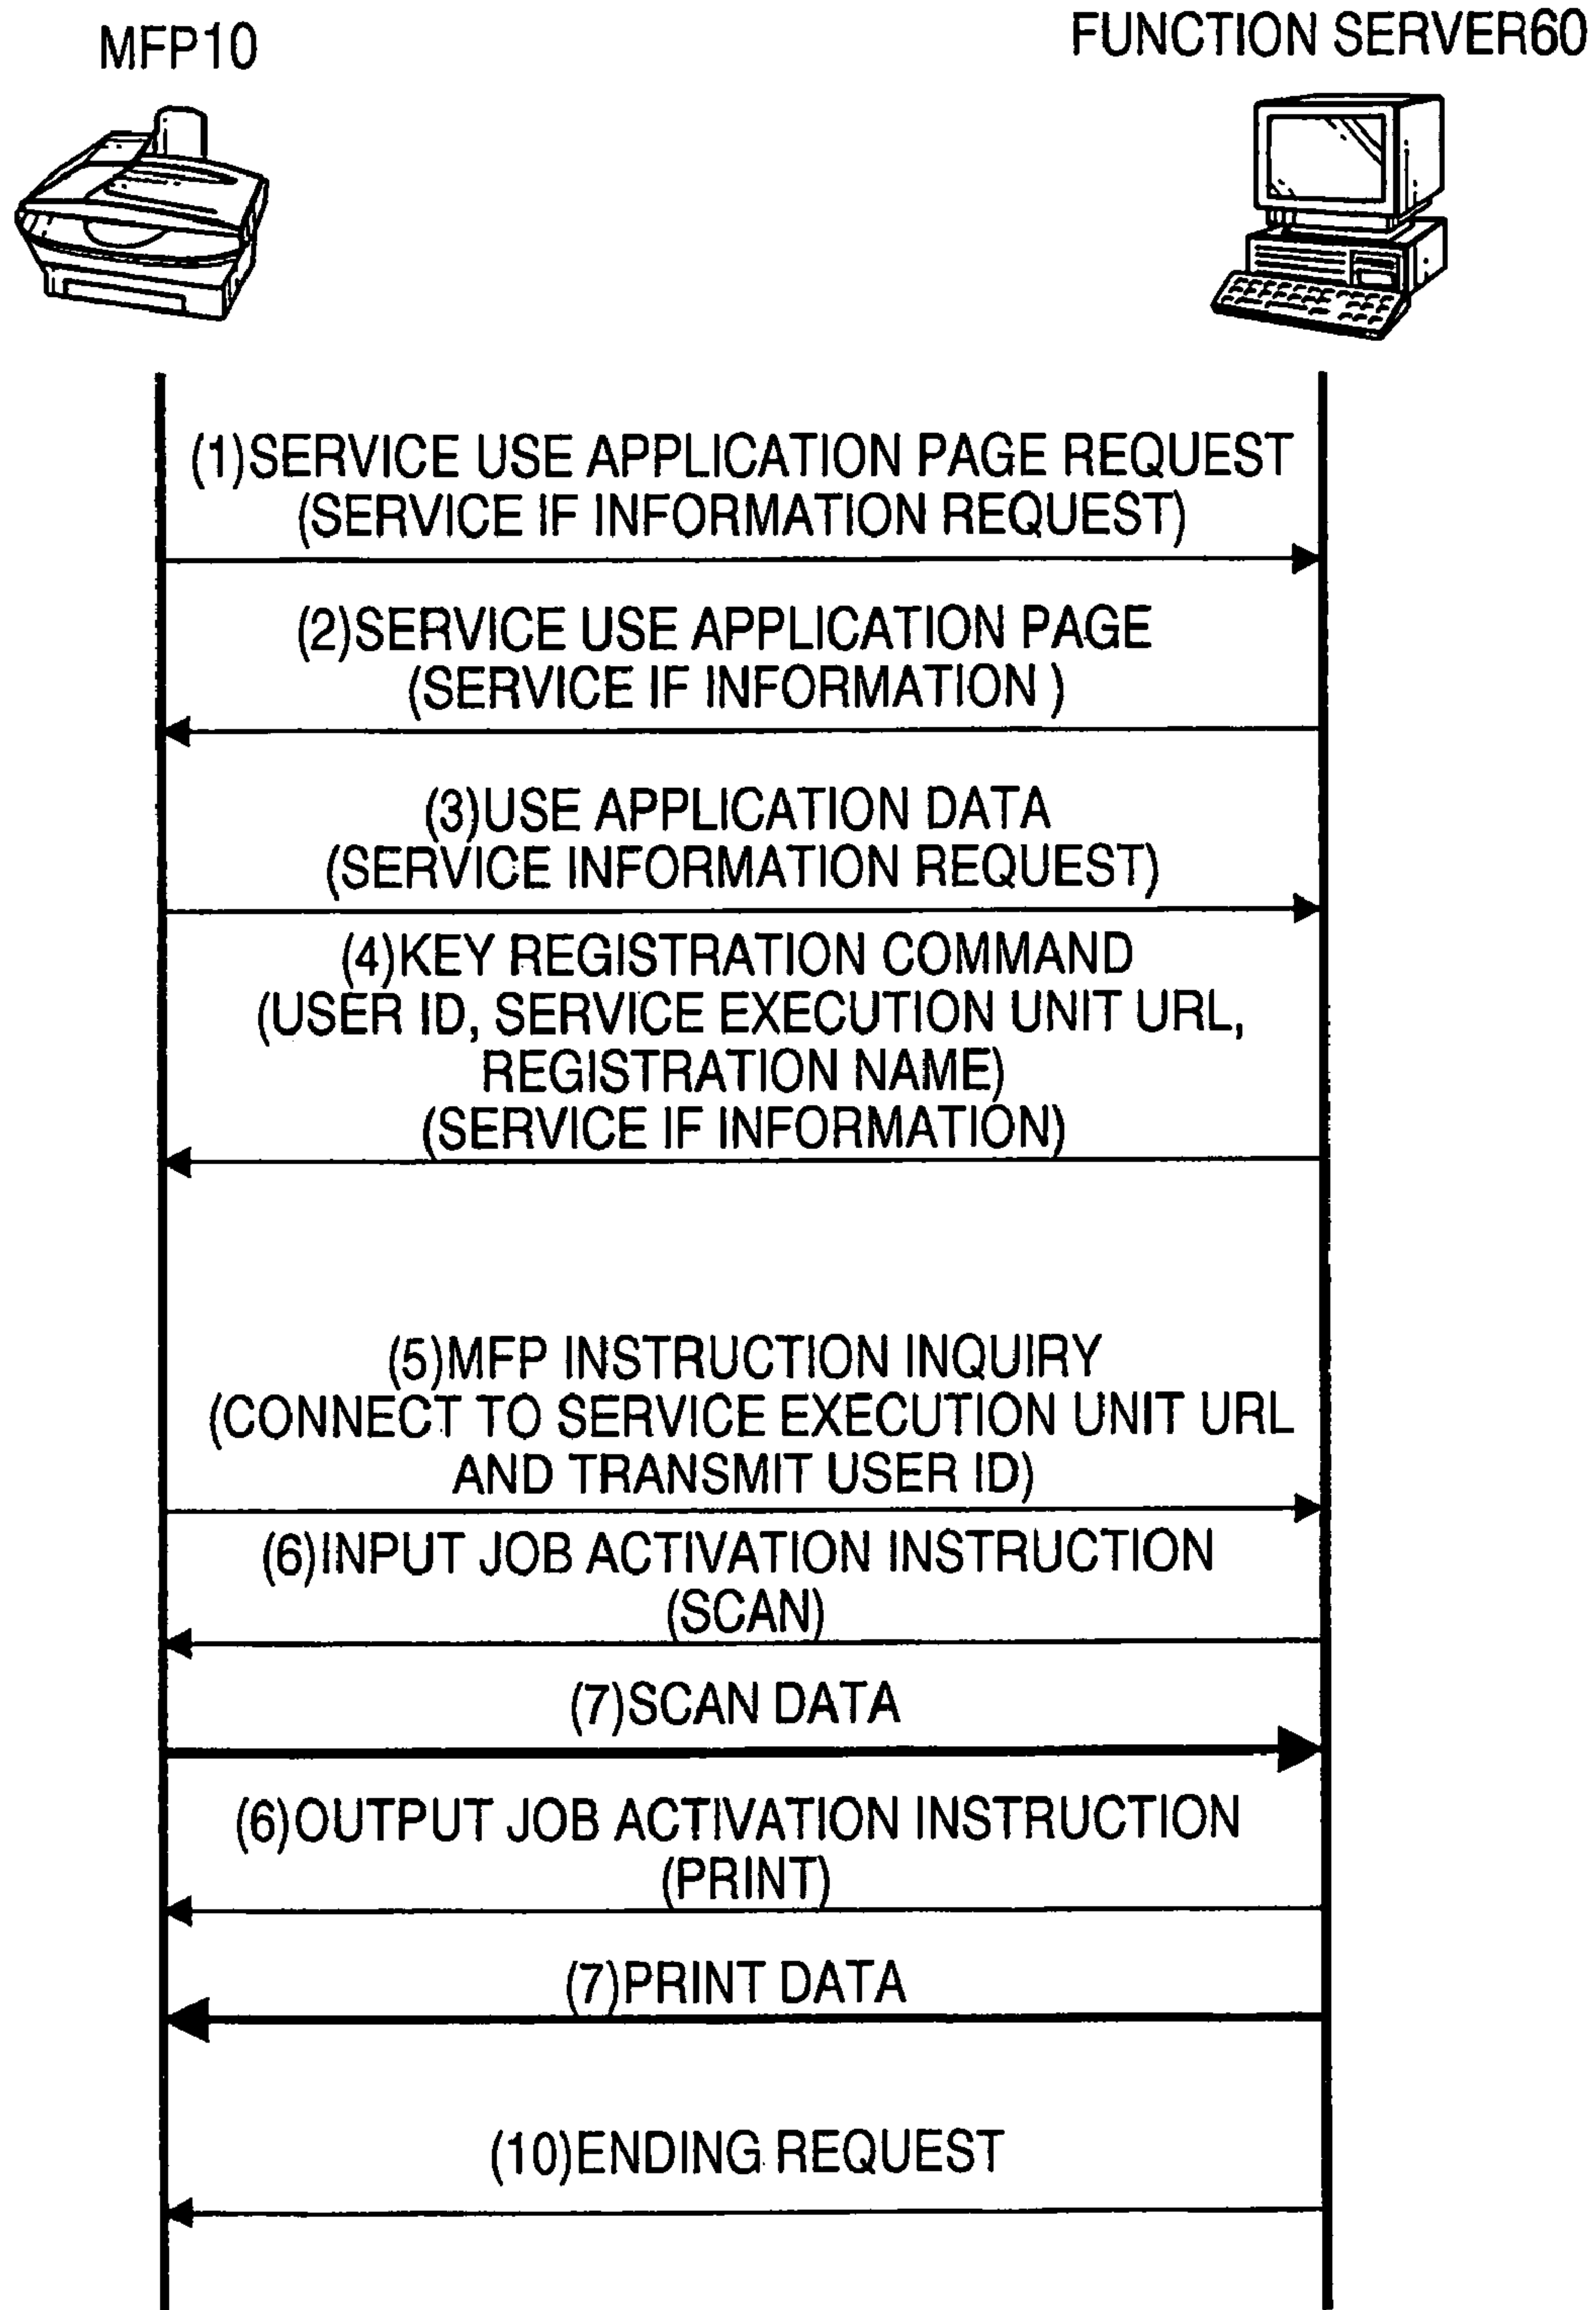 MFP10
FUNCTION SERVER60
(1)SERVICE USE APPLICATION PAGE REQUEST
(SERVICE IF INFORMATION REQUEST)
(2)SERVICE USE APPLICATION PAGE
(SERVICE IF INFORMATION )
(3)USE APPLICATION DATA
(SERVICE INFORMATION REQUEST)
(4)KEY REGISTRATION COMMAND
(USER ID, SERVICE EXECUTION UNIT URL,
REGISTRATION NAME)
(SERVICE IF INFORMATION)
(5)MFP INSTRUCTION INQUIRY
(CONNECT TO SERVICE EXECUTION UNIT URL
AND TRANSMIT USER ID)
(6)INPUT JOB ACTIVATION INSTRUCTION
(SCAN)
(7)SCAN DATA
(6)OUTPUT JOB ACTIVATION INSTRUCTION
(PRINT)
(7)PRINT DATA
(10)ENDING REQUEST